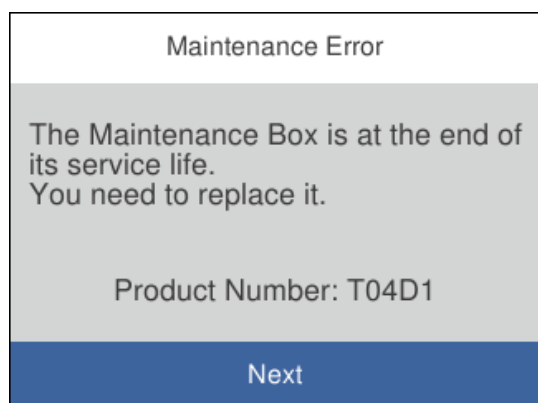 Maintenance Error
The Maintenance Box is at the end of
its service life.
You need to replace it.
Product Number: T04D1
Next